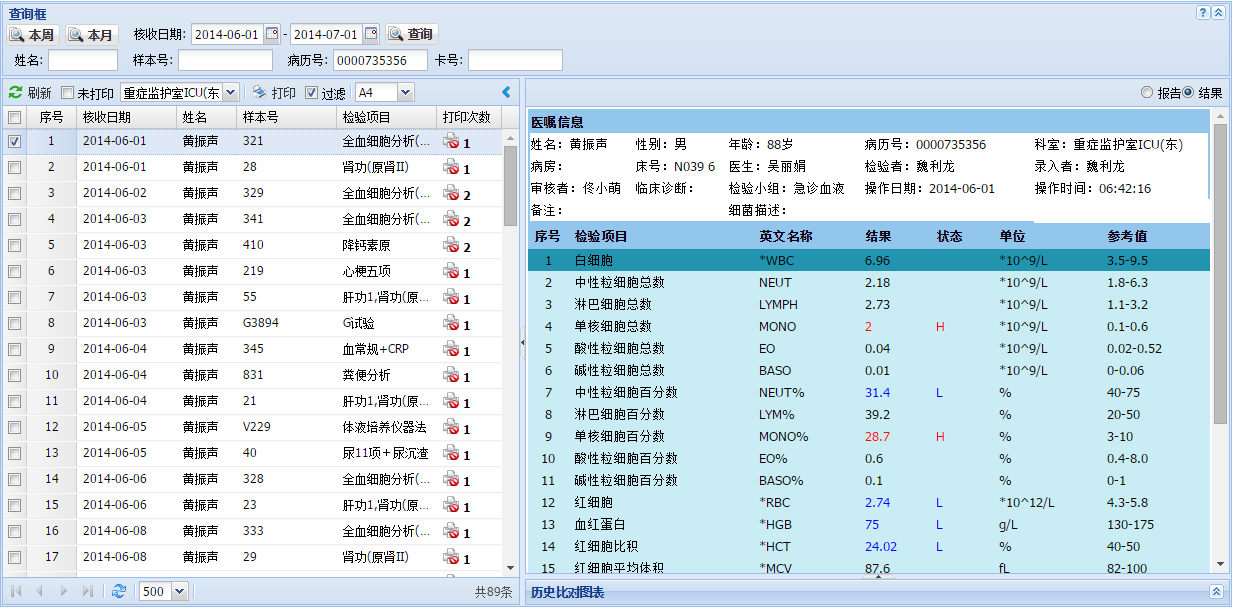 查询框
本周 本月 核收日期: 2014-06-01 - 2014-07-01 查询
姓名: 样本号: 病历号: 0000735356 卡号:
刷新 未打印 重症监护室ICU(东 打印 过滤 A4
序号 核收日期 姓名 样本号 检验项目 打印次数
1 2014-06-01 黄振声 321 全血细胞分析(... 1
2 2014-06-01 黄振声 28 肾功(原肾II) 1
3 2014-06-02 黄振声 329 全血细胞分析(... 2
4 2014-06-03 黄振声 341 全血细胞分析(... 2
5 2014-06-03 黄振声 410 降钙素原 2
6 2014-06-03 黄振声 219 心梗五项 1
7 2014-06-03 黄振声 55 肝功1,肾功(原... 1
8 2014-06-03 黄振声 G3894 G试验 1
9 2014-06-04 黄振声 345 血常规+CRP 1
10 2014-06-04 黄振声 831 粪便分析 1
11 2014-06-04 黄振声 21 肝功1,肾功(原... 1
12 2014-06-05 黄振声 V229 体液培养仪器法 1
13 2014-06-05 黄振声 40 尿11项+尿沉渣 1
14 2014-06-06 黄振声 328 全血细胞分析(... 1
15 2014-06-06 黄振声 23 肝功1,肾功(原... 1
16 2014-06-08 黄振声 333 全血细胞分析(... 1
17 2014-06-08 黄振声 29 肾功(原肾II) 1
500 共89条
报告 结果
医嘱信息
姓名：黄振声 性别：男 年龄：88岁 病历号：0000735356 科室：重症监护室ICU(东)
病房： 床号：N039 6 医生：吴丽娟 检验者：魏利龙 录入者：魏利龙
审核者：佟小萌 临床诊断： 检验小组：急诊血液 操作日期：2014-06-01 操作时间：06:42:16
备注： 细菌描述：
序号 检验项目 英文名称 结果 状态 单位 参考值
1 白细胞 *WBC 6.96 *10^9/L 3.5-9.5
2 中性粒细胞总数 NEUT 2.18 *10^9/L 1.8-6.3
3 淋巴细胞总数 LYMPH 2.73 *10^9/L 1.1-3.2
4 单核细胞总数 MONO 2 H *10^9/L 0.1-0.6
5 酸性粒细胞总数 EO 0.04 *10^9/L 0.02-0.52
6 碱性粒细胞总数 BASO 0.01 *10^9/L 0-0.06
7 中性粒细胞百分数 NEUT% 31.4 L % 40-75
8 淋巴细胞百分数 LYM% 39.2 % 20-50
9 单核细胞百分数 MONO% 28.7 H % 3-10
10 酸性粒细胞百分数 EO% 0.6 % 0.4-8.0
11 碱性粒细胞百分数 BASO% 0.1 % 0-1
12 红细胞 *RBC 2.74 L *10^12/L 4.3-5.8
13 血红蛋白 *HGB 75 L g/L 130-175
14 红细胞比积 *HCT 24.02 L % 40-50
15 红细胞平均体积 *MCV 87.6 fL 82-100
历史比对图表